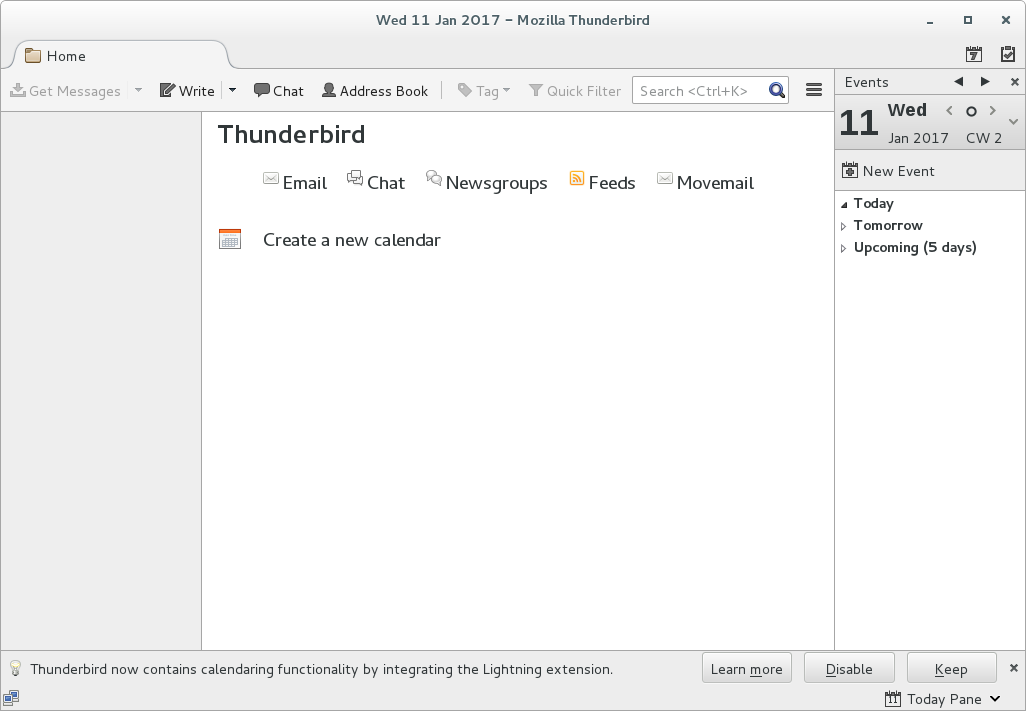 Wed 11 Jan 2017 – Mozilla Thunderbird
Home
7
Get Messages Write Chat Address Book Tag Quick Filter Search <Ctrl+K>
Events
11 Wed
Jan 2017 CW 2
New Event
Today
Tomorrow
Upcoming (5 days)
Thunderbird
Email Chat Newsgroups Feeds Movemail
Create a new calendar
Thunderbird now contains calendaring functionality by integrating the Lightning extension. Learn more Disable Keep
11 Today Pane